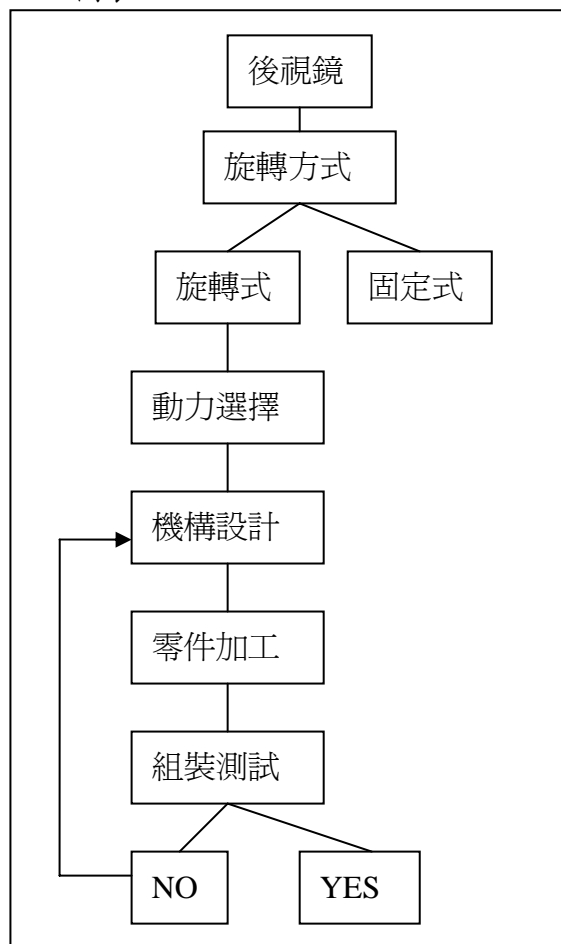 後視鏡
旋轉方式
旋轉式
固定式
動力選擇
機構設計
零件加工
組裝測試
NO
YES